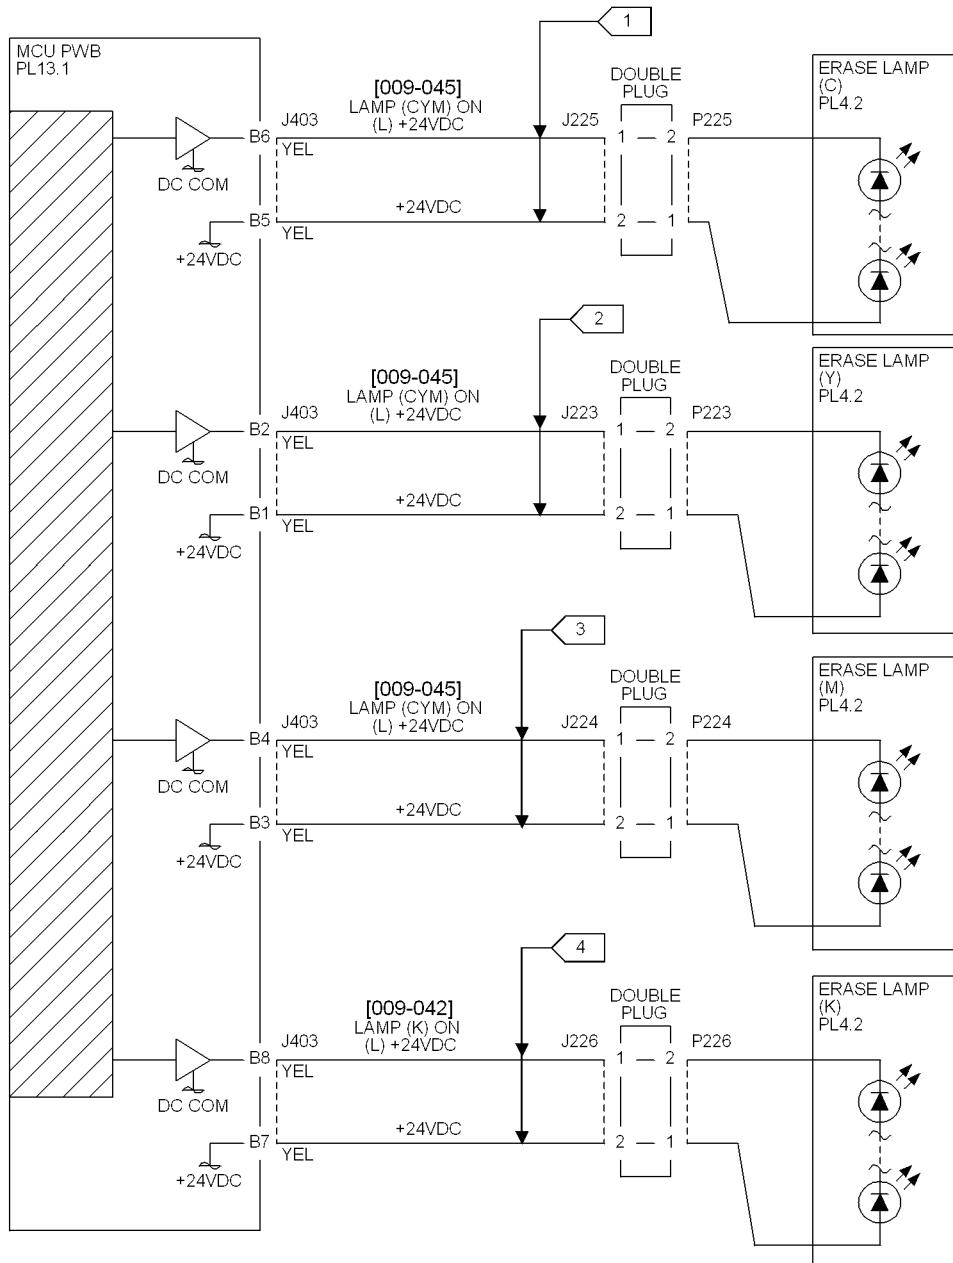 1
MCU PWB
PL13.1
[009-045]
LAMP (CYM) ON
(L) +24VDC
DOUBLE
PLUG
ERASE LAMP
(C)
PL4.2
J403
J225
P225
B6
YEL
1 2
DC COM
+24VDC
B5
YEL
2 1
+24VDC
2
[009-045]
LAMP (CYM) ON
(L) +24VDC
DOUBLE
PLUG
ERASE LAMP
(Y)
PL4.2
J403
J223
P223
B2
YEL
1 2
DC COM
+24VDC
B1
YEL
2 1
+24VDC
3
[009-045]
LAMP (CYM) ON
(L) +24VDC
DOUBLE
PLUG
ERASE LAMP
(M)
PL4.2
J403
J224
P224
B4
YEL
1 2
DC COM
+24VDC
B3
YEL
2 1
+24VDC
4
[009-042]
LAMP (K) ON
(L) +24VDC
DOUBLE
PLUG
ERASE LAMP
(K)
PL4.2
J403
J226
P226
B8
YEL
1 2
DC COM
+24VDC
B7
YEL
2 1
+24VDC